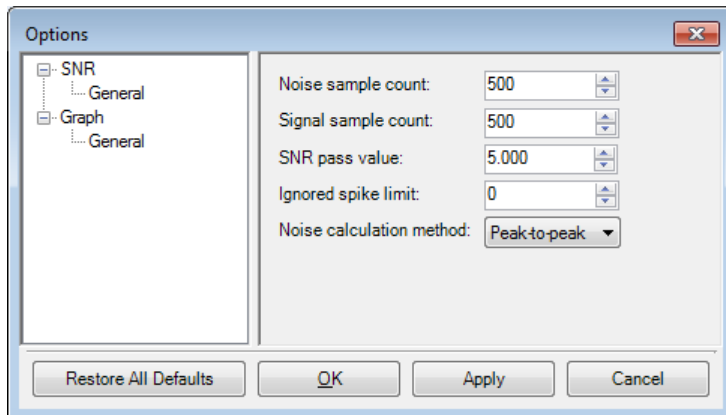 Options
SNR
General
Graph
General
Noise sample count: 500
Signal sample count: 500
SNR pass value: 5.000
Ignored spike limit: 0
Noise calculation method: Peak-to-peak
Restore All Defaults OK Apply Cancel